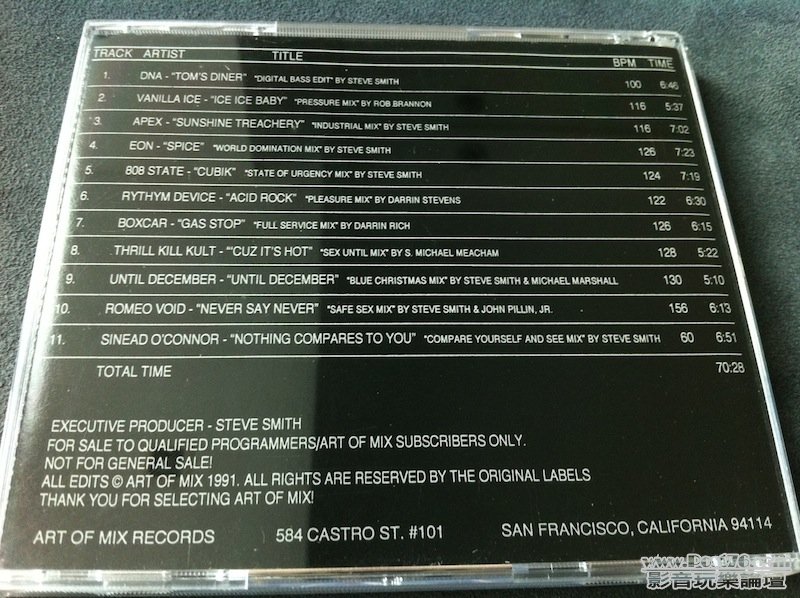 TRACK ARTIST TITLE BPM TIME
1. DNA - "TOM'S DINER" "DIGITAL BASS EDIT" BY STEVE SMITH 100 6:46
2. VANILLA ICE - "ICE ICE BABY" "PRESSURE MIX" BY ROB BRANNON 116 5:37
3. APEX - "SUNSHINE TREACHERY" "INDUSTRIAL MIX" BY STEVE SMITH 116 7:02
4. EON - "SPICE" "WORLD DOMINATION MIX" BY STEVE SMITH 126 7:23
5. 808 STATE - "CUBIK" "STATE OF URGENCY MIX" BY STEVE SMITH 124 7:19
6. RYTHYM DEVICE - "ACID ROCK" "PLEASURE MIX" BY DARRIN STEVENS 122 6:30
7. BOXCAR - "GAS STOP" "FULL SERVICE MIX" BY DARRIN RICH 126 6:15
8. THRILL KILL KULT - "'CUZ IT'S HOT" "SEX UNTIL MIX" BY S. MICHAEL MEACHAM 128 5:22
9. UNTIL DECEMBER - "UNTIL DECEMBER" "BLUE CHRISTMAS MIX" BY STEVE SMITH & MICHAEL MARSHALL 130 5:10
10. ROMEO VOID - "NEVER SAY NEVER" "SAFE SEX MIX" BY STEVE SMITH & JOHN PILLIN, JR. 156 6:13
11. SINEAD O'CONNOR - "NOTHING COMPARES TO YOU" "COMPARE YOURSELF AND SEE MIX" BY STEVE SMITH 60 6:51
TOTAL TIME 70:28
EXECUTIVE PRODUCER - STEVE SMITH
FOR SALE TO QUALIFIED PROGRAMMERS/ART OF MIX SUBSCRIBERS ONLY.
NOT FOR GENERAL SALE!
ALL EDITS © ART OF MIX 1991. ALL RIGHTS ARE RESERVED BY THE ORIGINAL LABELS
THANK YOU FOR SELECTING ART OF MIX!
ART OF MIX RECORDS 584 CASTRO ST. #101 SAN FRANCISCO, CALIFORNIA 94114
影音玩樂論壇